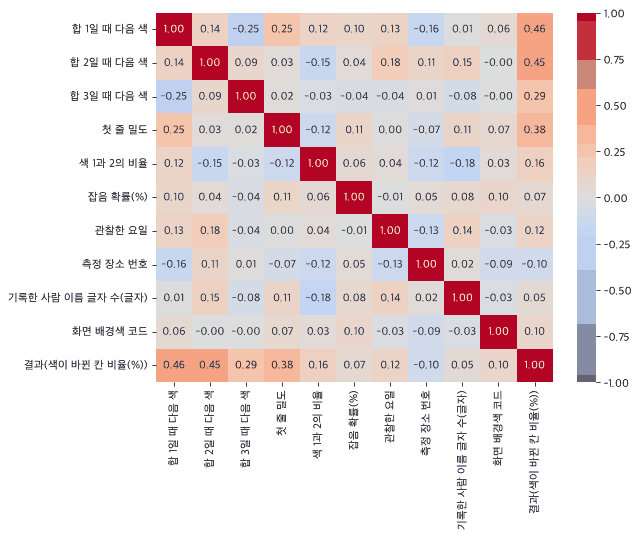 합 1일 때 다음 색 1.00 0.14 -0.25 0.25 0.12 0.10 0.13 -0.16 0.01 0.06 0.46
합 2일 때 다음 색 0.14 1.00 0.09 0.03 -0.15 0.04 0.18 0.11 0.15 -0.00 0.45
합 3일 때 다음 색 -0.25 0.09 1.00 0.02 -0.03 -0.04 -0.04 0.01 -0.08 -0.00 0.29
첫 줄 밀도 0.25 0.03 0.02 1.00 -0.12 0.11 0.00 -0.07 0.11 0.07 0.38
색 1과 2의 비율 0.12 -0.15 -0.03 -0.12 1.00 0.06 0.04 -0.12 -0.18 0.03 0.16
잡음 확률(%) 0.10 0.04 -0.04 0.11 0.06 1.00 -0.01 0.05 0.08 0.10 0.07
관찰한 요일 0.13 0.18 -0.04 0.00 0.04 -0.01 1.00 -0.13 0.14 -0.03 0.12
측정 장소 번호 -0.16 0.11 0.01 -0.07 -0.12 0.05 -0.13 1.00 0.02 -0.09 -0.10
기록한 사람 이름 글자 수(글자) 0.01 0.15 -0.08 0.11 -0.18 0.08 0.14 0.02 1.00 -0.03 0.05
화면 배경색 코드 0.06 -0.00 -0.00 0.07 0.03 0.10 -0.03 -0.09 -0.03 1.00 0.10
결과(색이 바뀐 칸 비율(%)) 0.46 0.45 0.29 0.38 0.16 0.07 0.12 -0.10 0.05 0.10 1.00
합 1일 때 다음 색
합 2일 때 다음 색
합 3일 때 다음 색
첫 줄 밀도
색 1과 2의 비율
잡음 확률(%)
관찰한 요일
측정 장소 번호
기록한 사람 이름 글자 수(글자)
화면 배경색 코드
결과(색이 바뀐 칸 비율(%))
1.00
0.75
0.50
0.25
0.00
-0.25
-0.50
-0.75
-1.00